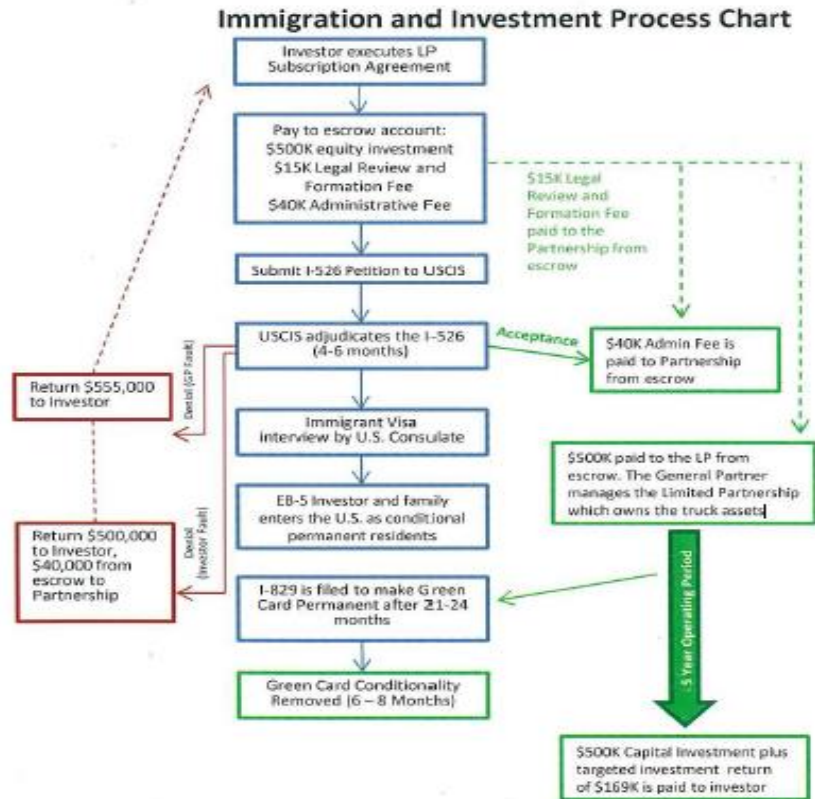 Immigration and Investment Process Chart
Investor executes LP
Subscription Agreement
Pay to escrow account:
$500K equity investment
$15K Legal Review and
Formation Fee
$40K Administrative Fee
$15K Legal
Review and
Formation Fee
paid to the
Partnership from
escrow
Submit I-526 Petition to USCIS
USCIS adjudicates the I-526
(4-6 months)
Acceptance
$40K Admin Fee is
paid to Partnership
from escrow
Denial (GP Fault)
Return $555,000
to Investor
Immigrant Visa
interview by U.S. Consulate
$500K paid to the LP from
escrow. The General Partner
manages the Limited Partnership
which owns the truck assets
EB-5 Investor and family
enters the U.S. as conditional
permanent residents
Denial
(Investor Fault)
Return $500,000
to Investor,
$40,000 from
escrow to
Partnership
I-829 is filed to make Green
Card Permanent after 21-24
months
5 Year Operating Period
Green Card Conditionality
Removed (6 – 8 Months)
$500K Capital Investment plus
targeted investment return
of $169K is paid to investor